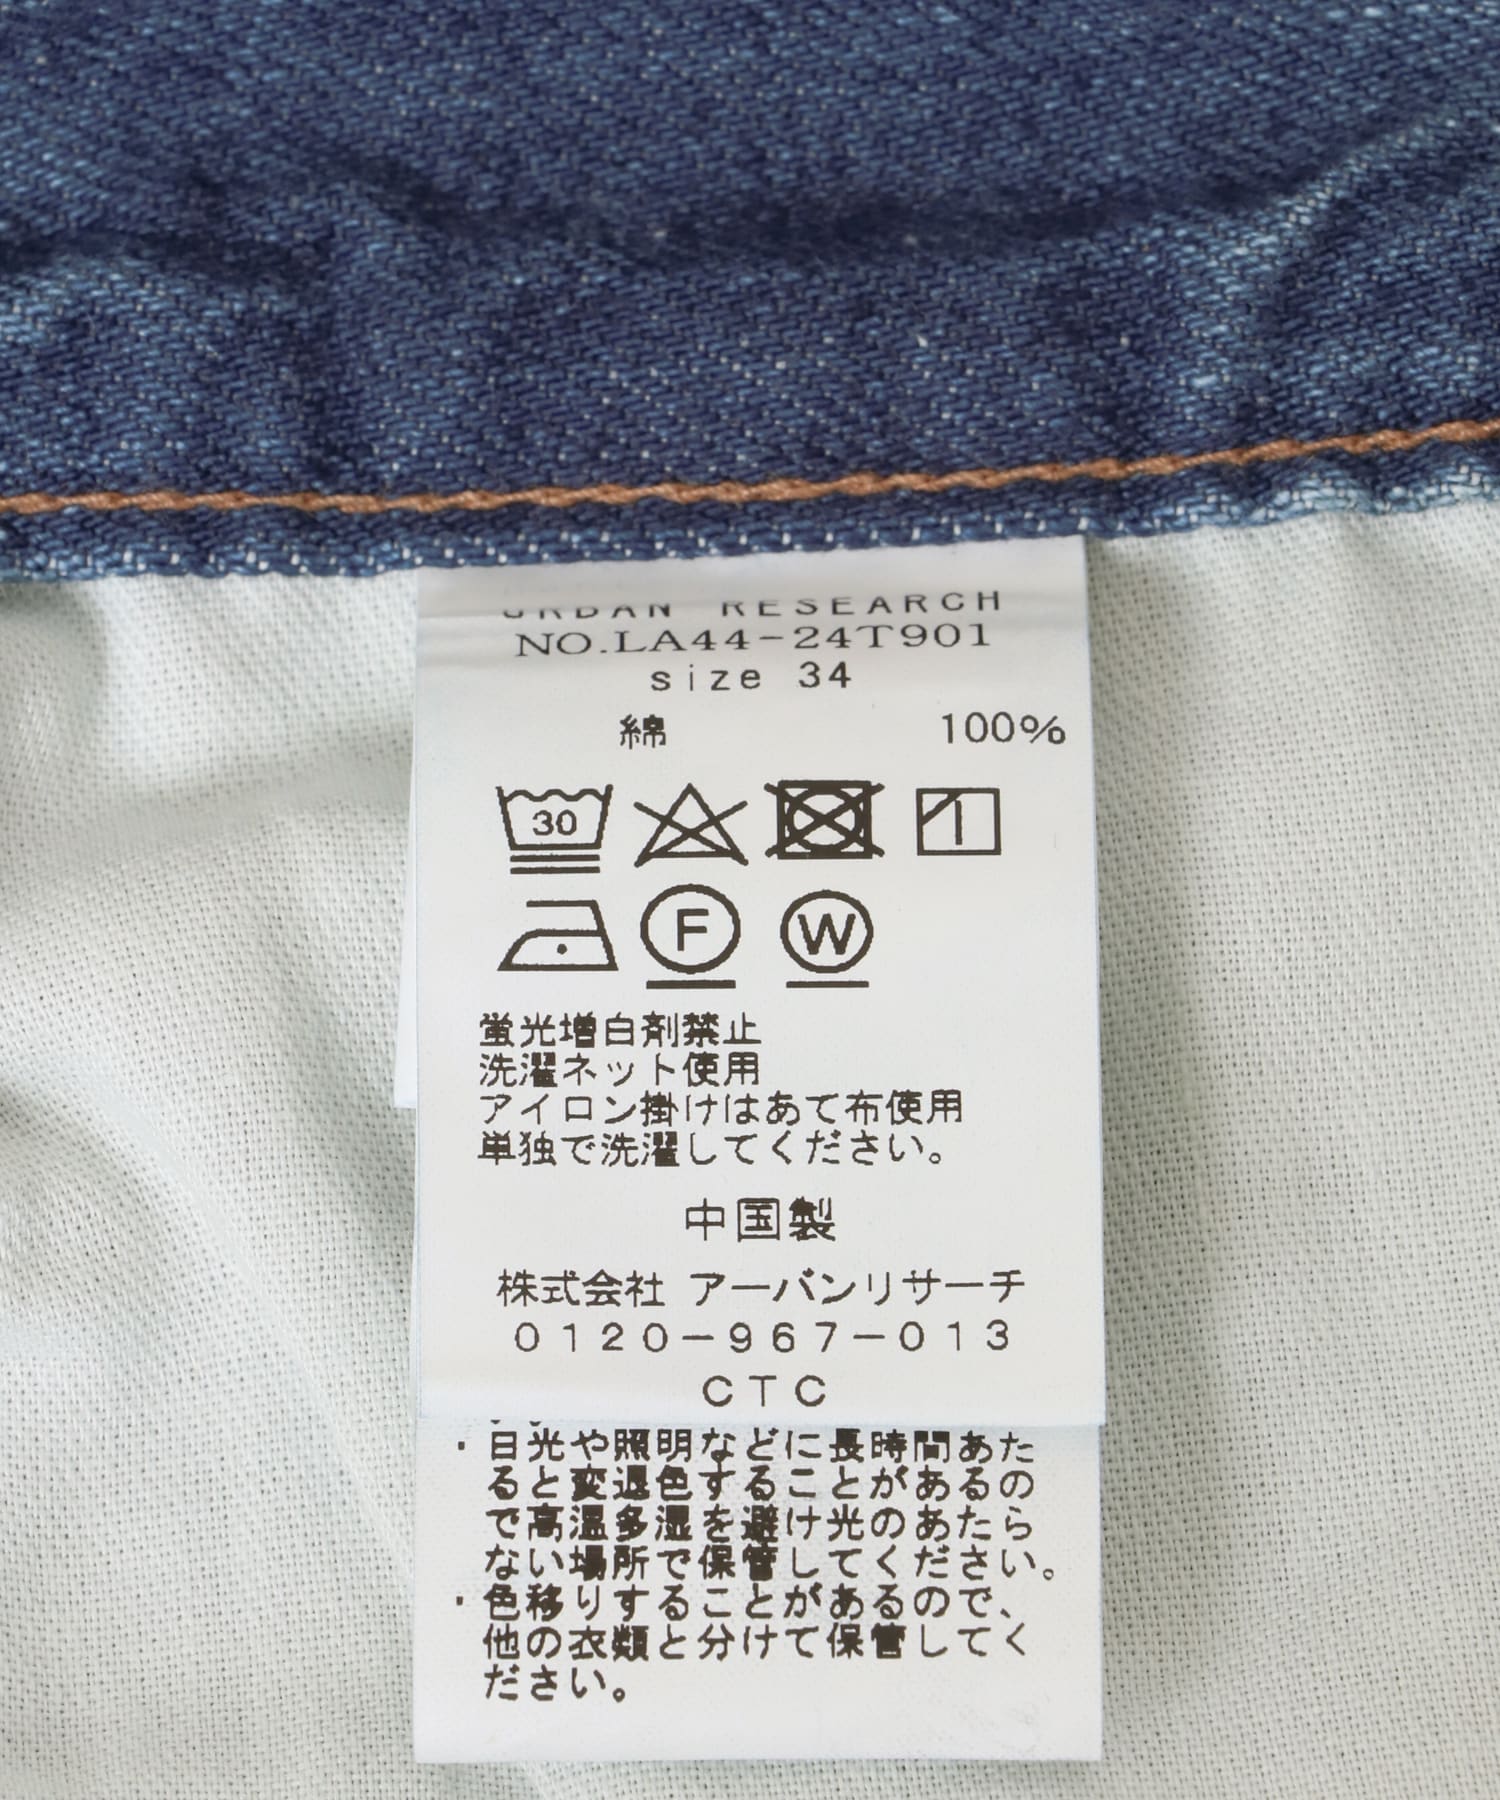 URBAN RESEARCH
NO.LA44-24T901
size 34
綿 100%
30
F W
蛍光増白剤禁止
洗濯ネット使用
アイロン掛けはあて布使用
単独で洗濯してください。
中国製
株式会社 アーバンリサーチ
0120-967-013
CTC
・日光や照明などに長時間あた
ると変退色することがあるの
で高温多湿を避け光のあたら
ない場所で保管してください。
・色移りすることがあるので、
他の衣類と分けて保管してく
ださい。